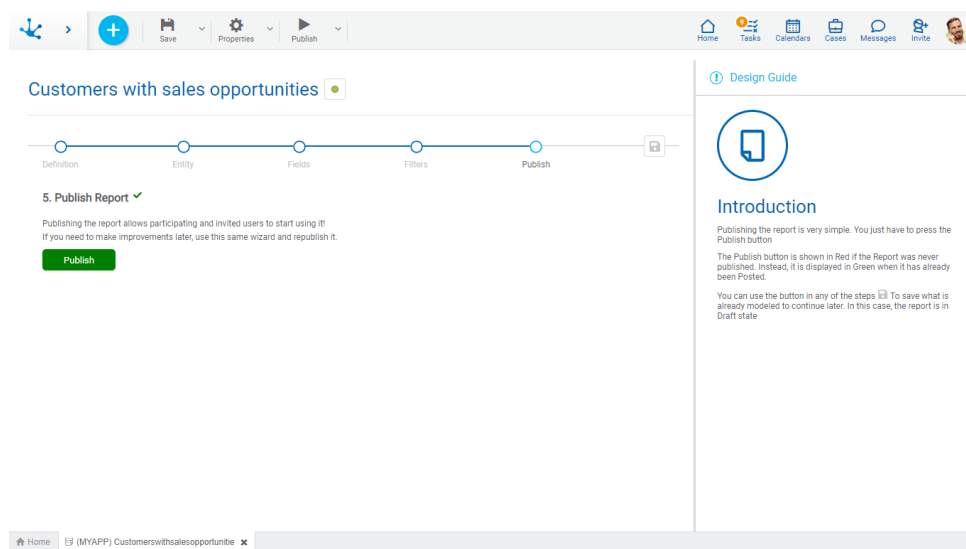 Save
Properties
Publish
Home
9
Tasks
Calendars
Cases
Messages
Invite
Customers with sales opportunities
Definition
Entity
Fields
Filters
Publish
5. Publish Report
Publishing the report allows participating and invited users to start using it!
If you need to make improvements later, use this same wizard and republish it.
Publish
Design Guide
Introduction
Publishing the report is very simple. You just have to press the
Publish button
The Publish button is shown in Red if the Report was never
published. Instead, it is displayed in Green when it has already
been Posted.
You can use the button in any of the steps To save what is
already modeled to continue later. In this case, the report is in
Draft state
Home
(MYAPP) Customerswithsalesopportunitie